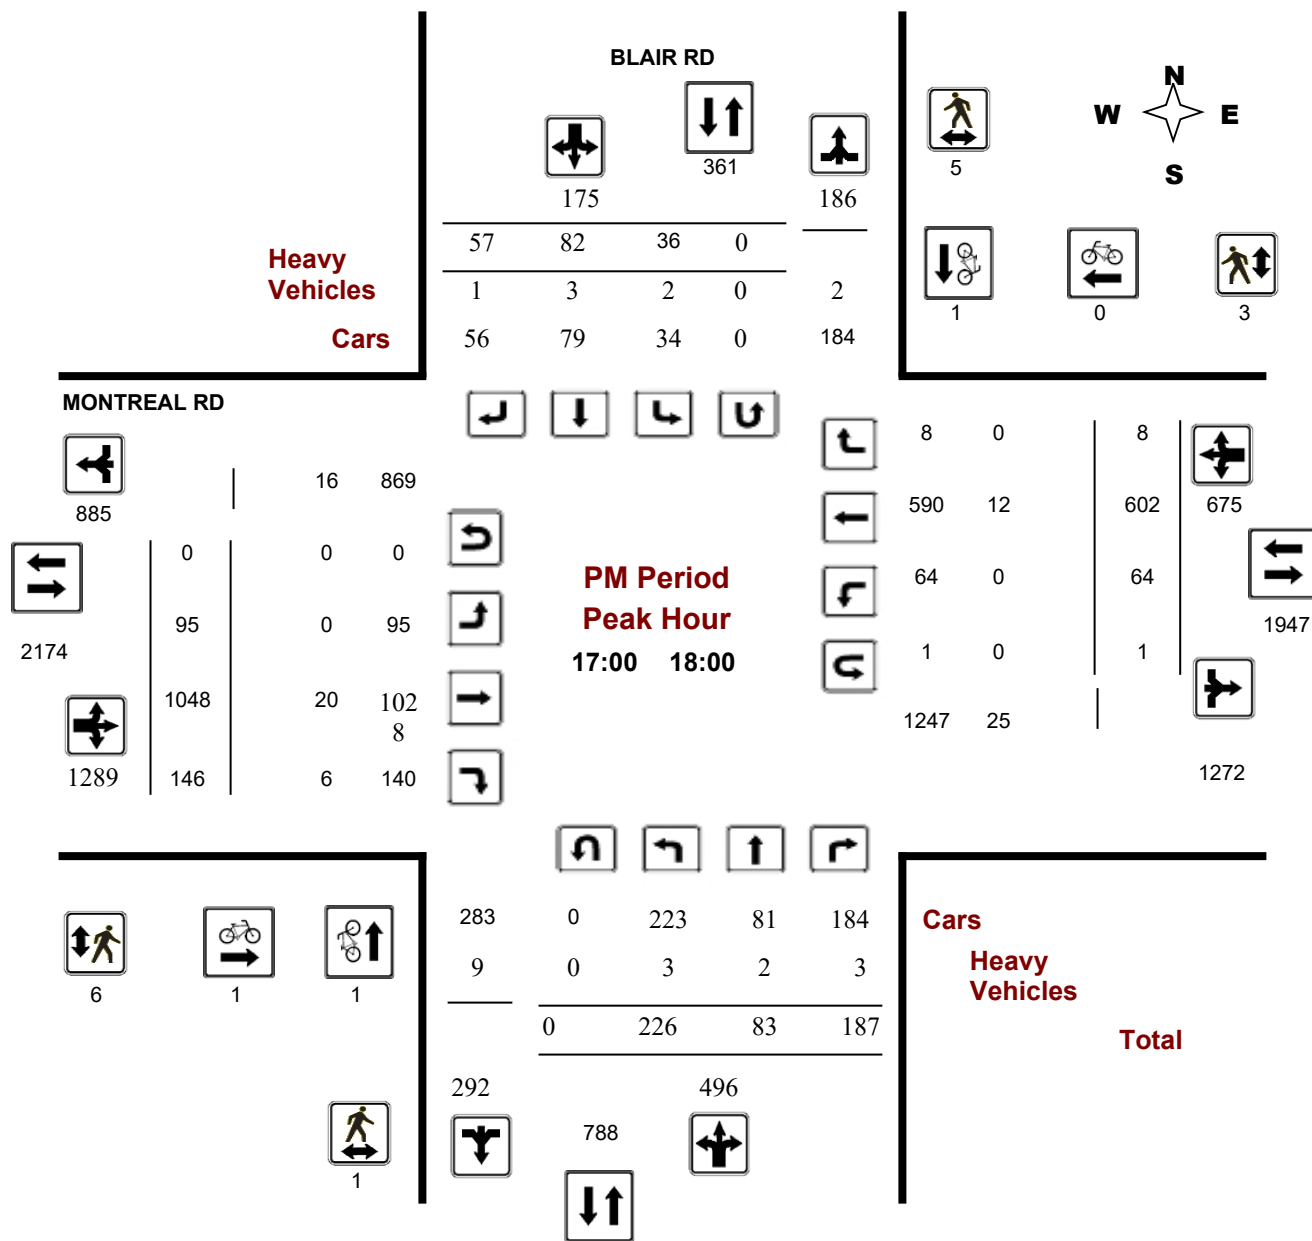 BLAIR RD
N
W E
S
361
5
175
186
57 82 36 0
Heavy
Vehicles
1 3 2 0 2
1 0 3
Cars
56 79 34 0 184
MONTREAL RD
8 0 8
16 869
885
590 12 602 675
0 0 0
PM Period
64 0 64
Peak Hour
95 0 95
1947
2174
17:00 18:00
1 0 1
1048 20 102
8
1247 25
1289 146 6 140
1272
283 0 223 81 184
Cars
9 0 3 2 3
Heavy
Vehicles
6 1 1
0 226 83 187
Total
292 496
788
1